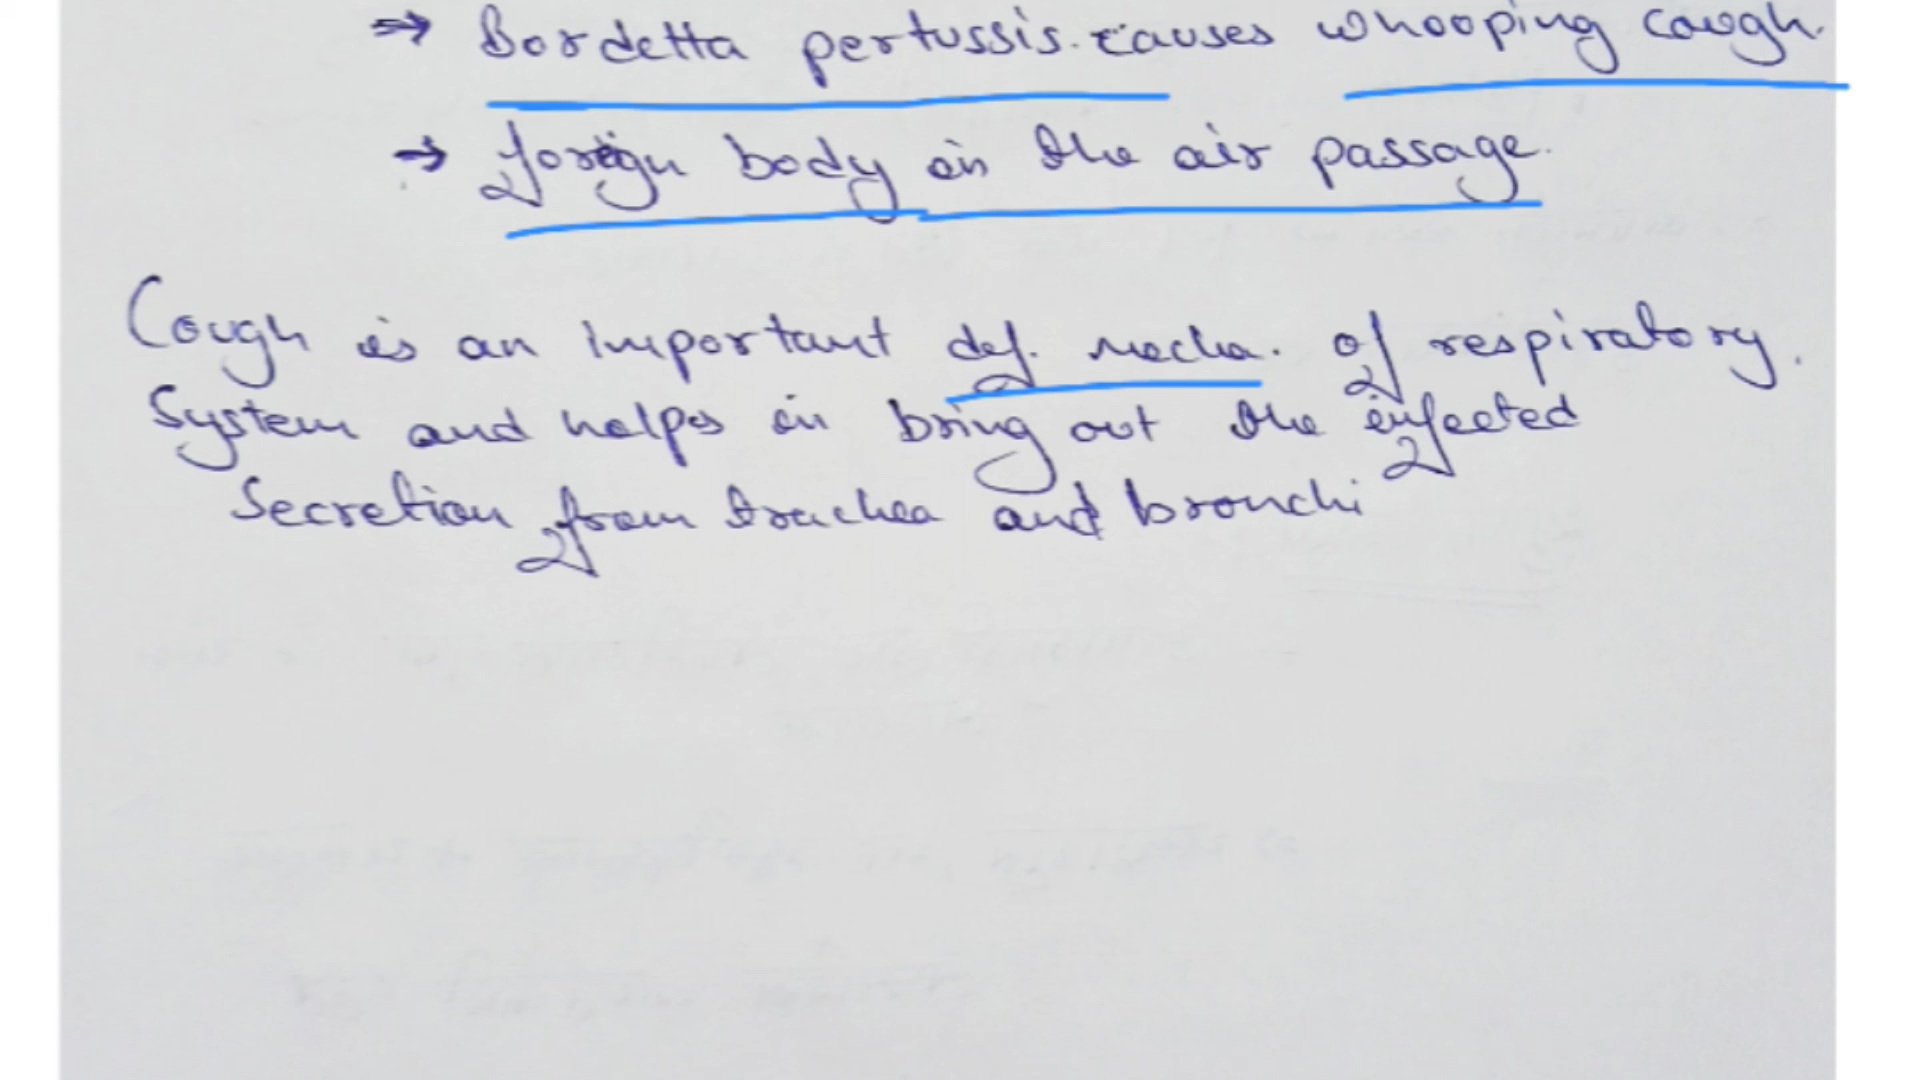 ⇒ Bordetta pertussis. causes whooping cough.
→ foreign body in the air passage.
Cough is an important def. mecha. of respiratory.
System and helps in bring out the infected
Secretion from trachea and bronchi